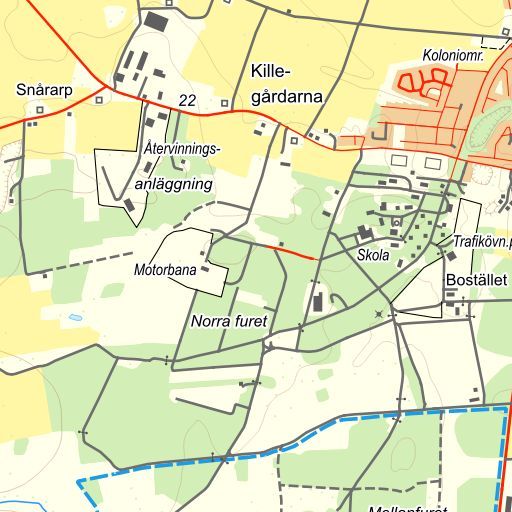 Koloniomr.
Kille-
gårdarna
Snårarp
22
Återvinnings-
anläggning
Trafikövn.p
Skola
Motorbana
Bostället
Norra furet
Mellanfuret